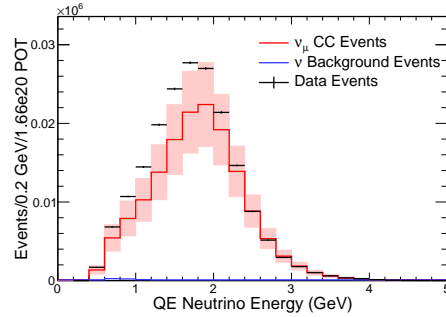 ×10⁶
0.03
0.02
0.01
0
Events/0.2 GeV/1.66e20 POT
ν_μ CC Events
ν Background Events
Data Events
0 1 2 3 4 5
QE Neutrino Energy (GeV)